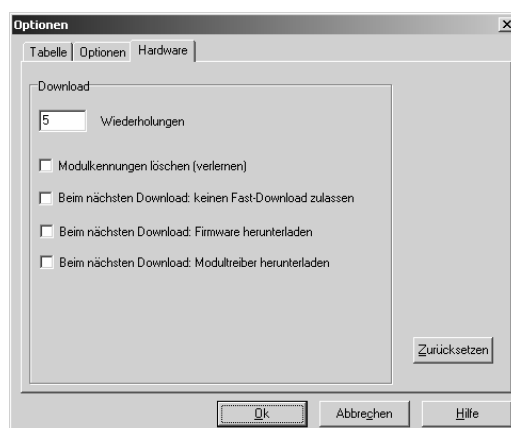 Optionen
Tabelle Optionen Hardware
Download
5 Wiederholungen
Modulkennungen löschen (verlernen)
Beim nächsten Download: keinen Fast-Download zulassen
Beim nächsten Download: Firmware herunterladen
Beim nächsten Download: Modultreiber herunterladen
Zurücksetzen
Ok Abbrechen Hilfe